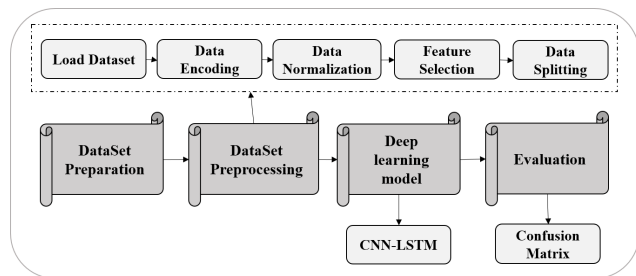 Load Dataset
Data
Encoding
Data
Normalization
Feature
Selection
Data
Splitting
DataSet
Preparation
DataSet
Preprocessing
Deep
learning
model
Evaluation
CNN-LSTM
Confusion
Matrix